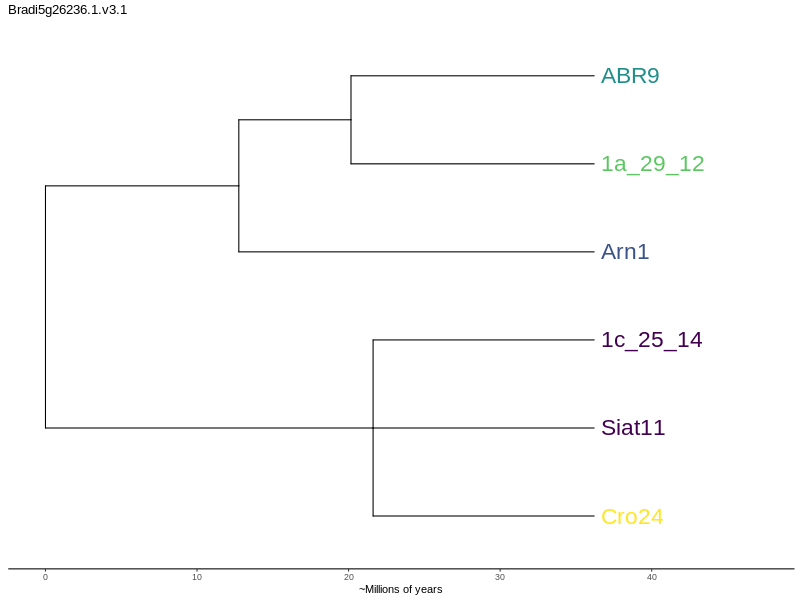 Bradi5g26236.1.v3.1
ABR9
1a_29_12
Arn1
1c_25_14
Siat11
Cro24
0 10 20 30 40
~Millions of years